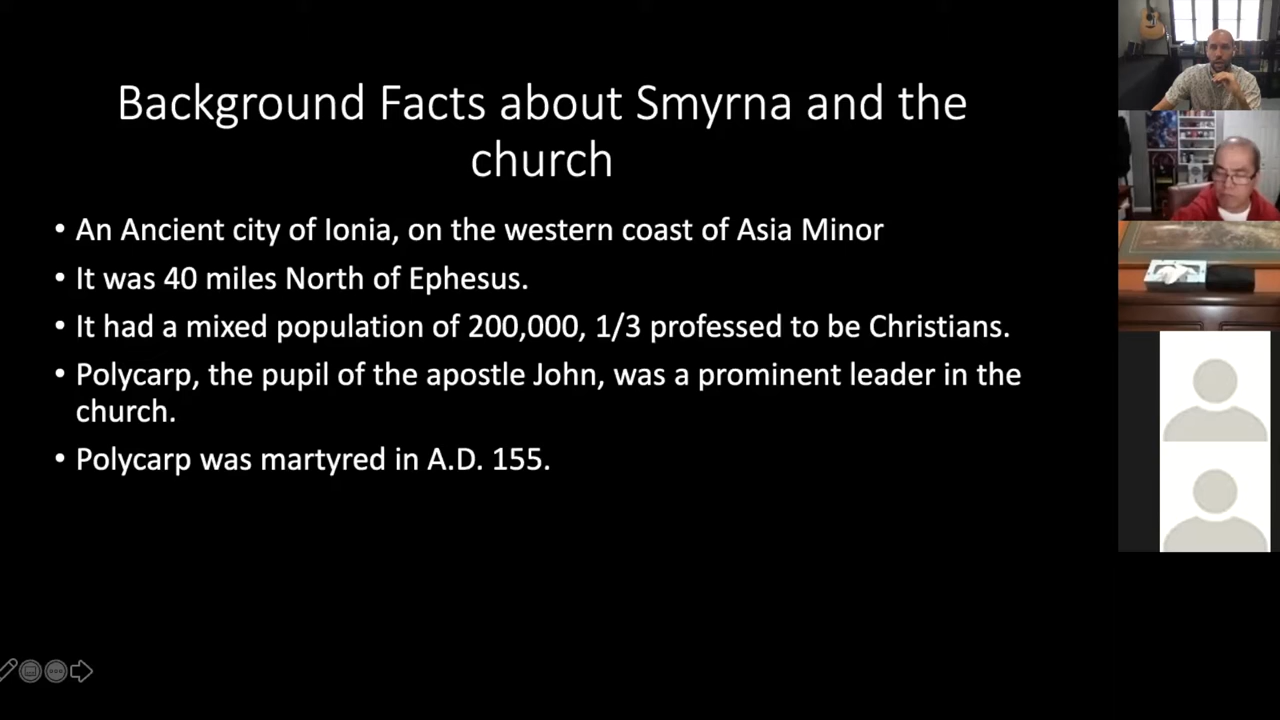 Background Facts about Smyrna and the
church
• An Ancient city of Ionia, on the western coast of Asia Minor
• It was 40 miles North of Ephesus.
• It had a mixed population of 200,000, 1/3 professed to be Christians.
• Polycarp, the pupil of the apostle John, was a prominent leader in the
church.
• Polycarp was martyred in A.D. 155.